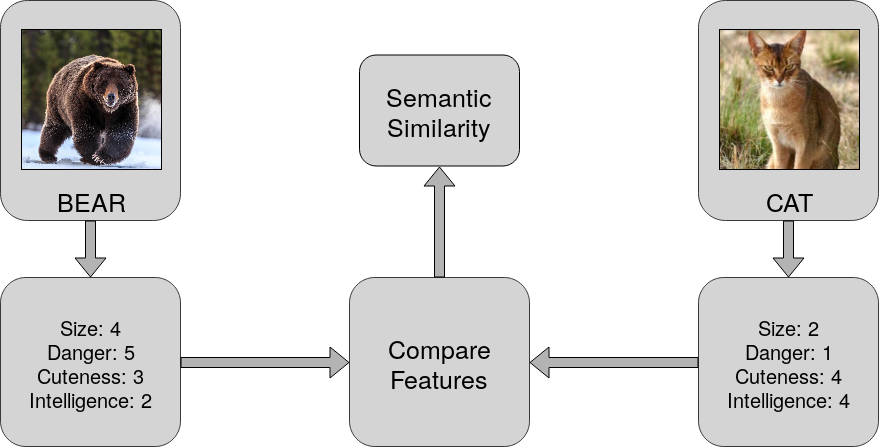 BEAR
Semantic
Similarity
CAT
Size: 4
Danger: 5
Cuteness: 3
Intelligence: 2
Compare
Features
Size: 2
Danger: 1
Cuteness: 4
Intelligence: 4